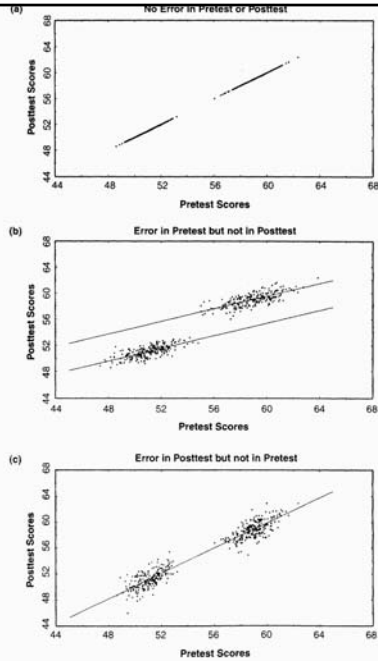 (a) No Error in Pretest or Posttest
Posttest Scores
68
64
60
56
52
48
44
44 48 52 56 60 64 68
Pretest Scores
(b) Error in Pretest but not in Posttest
Posttest Scores
68
64
60
56
52
48
44
44 48 52 56 60 64 68
Pretest Scores
(c) Error in Posttest but not in Pretest
Posttest Scores
68
64
60
56
52
48
44
44 48 52 56 60 64 68
Pretest Scores